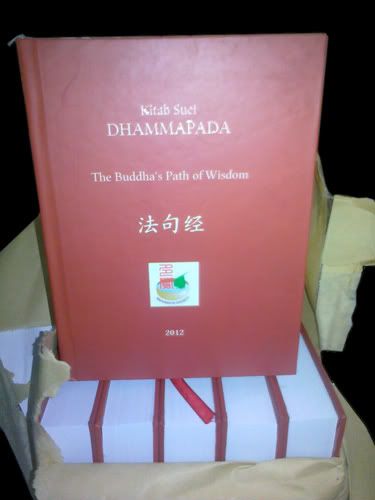 Kitab Suci
DHAMMAPADA
The Buddha's Path of Wisdom
法句经
2012